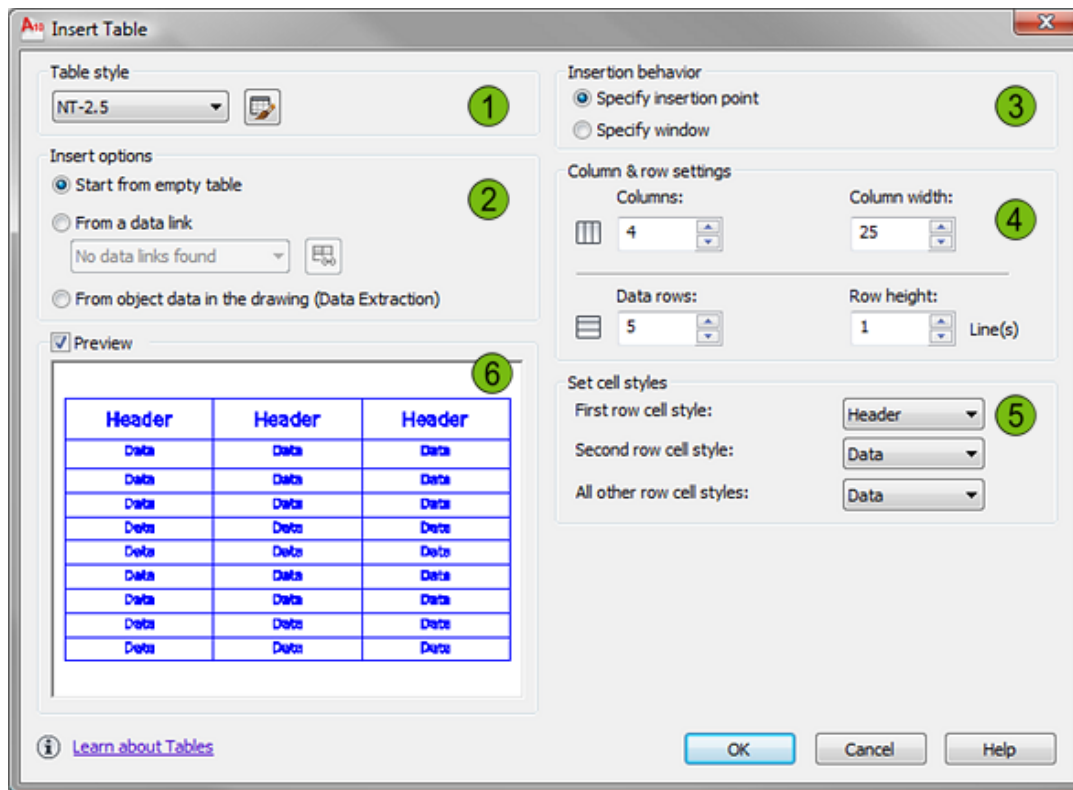 A10 Insert Table
Table style
NT-2.5
1
Insert options
Start from empty table
2
From a data link
No data links found
From object data in the drawing (Data Extraction)
Preview
6
Header Header Header
Data Data Data
Data Data Data
Data Data Data
Data Data Data
Data Data Data
Data Data Data
Data Data Data
Data Data Data
Data Data Data
Insertion behavior
Specify insertion point
3
Specify window
Column & row settings
Columns: Column width:
4 25
4
Data rows: Row height:
5 1 Line(s)
Set cell styles
First row cell style: Header
5
Second row cell style: Data
All other row cell styles: Data
Learn about Tables
OK Cancel Help